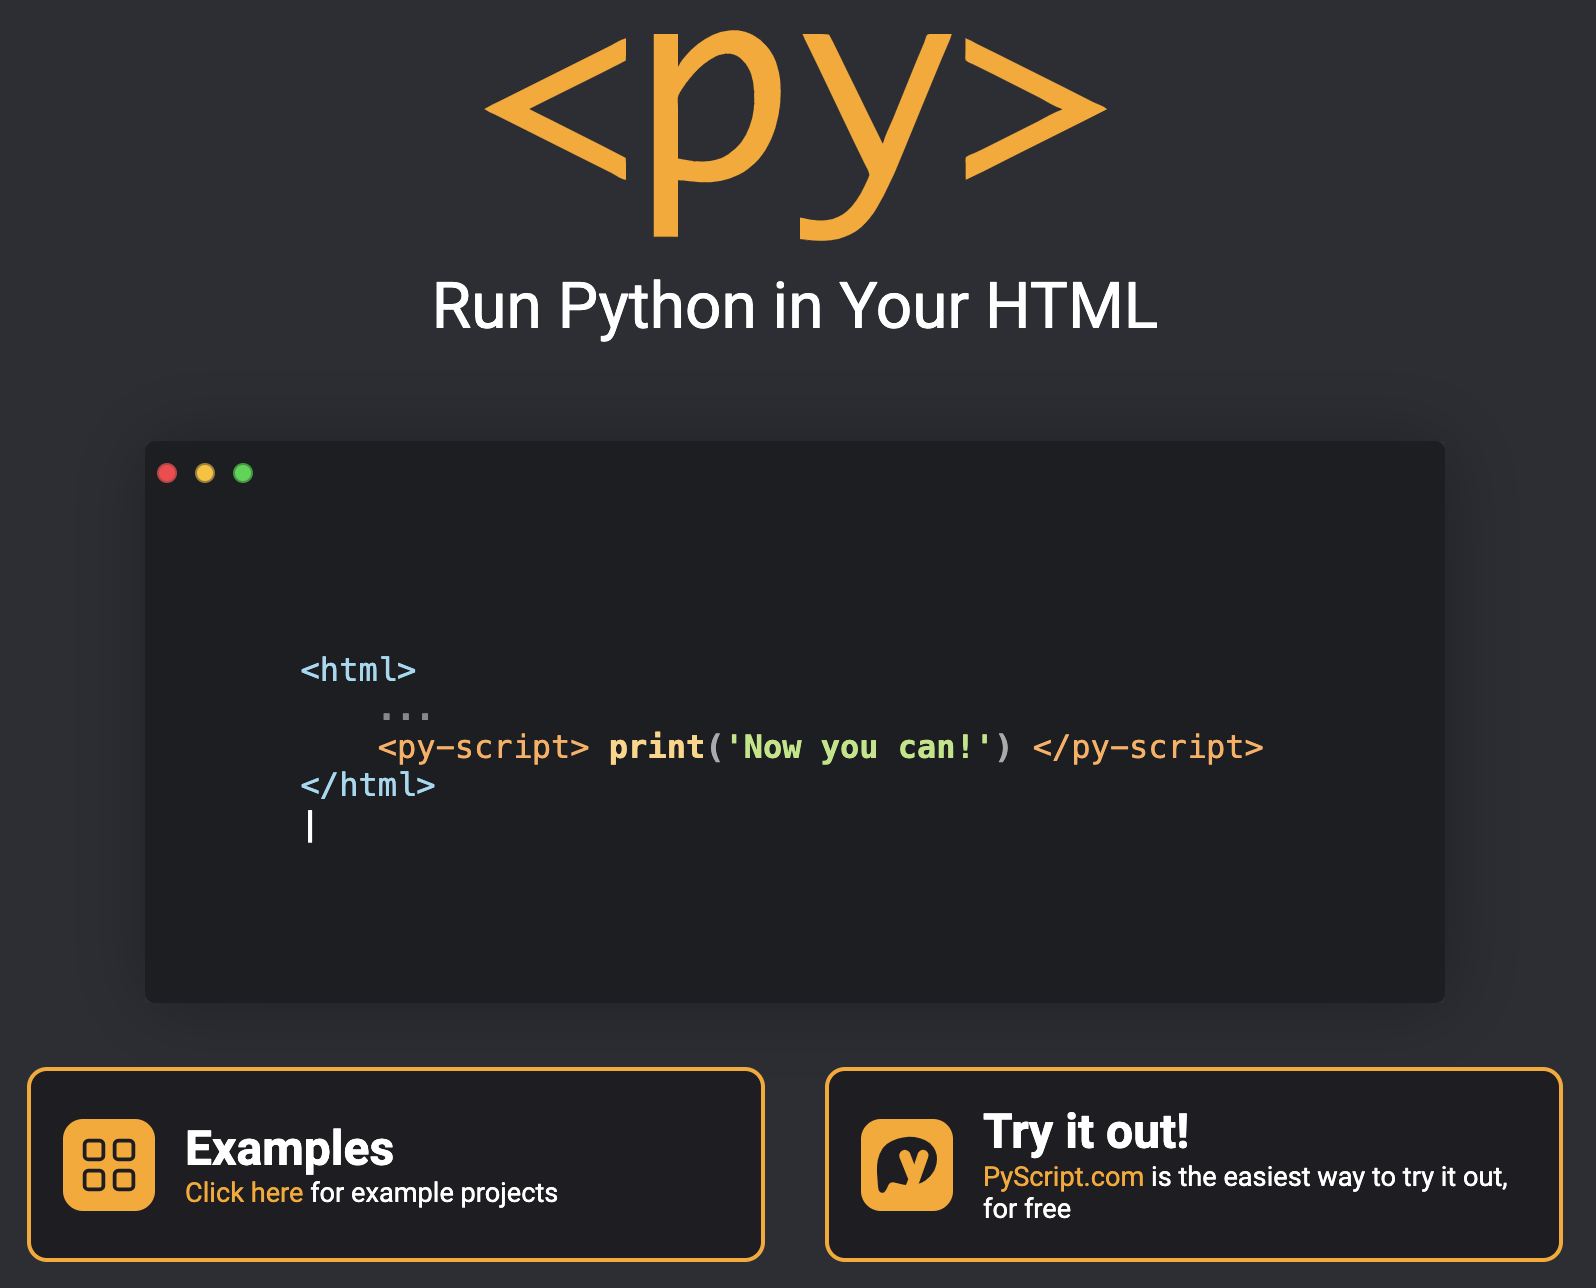 <py>
Run Python in Your HTML
<html>
...
<py-script> print('Now you can!') </py-script>
</html>
Examples
Click here for example projects
Try it out!
PyScript.com is the easiest way to try it out,
for free